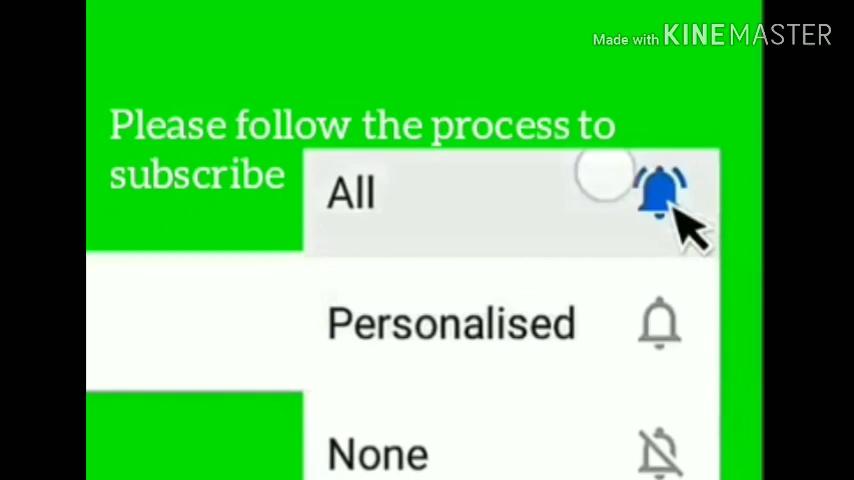 Made with KINEMASTER
Please follow the process to
subscribe
All
Personalised
None